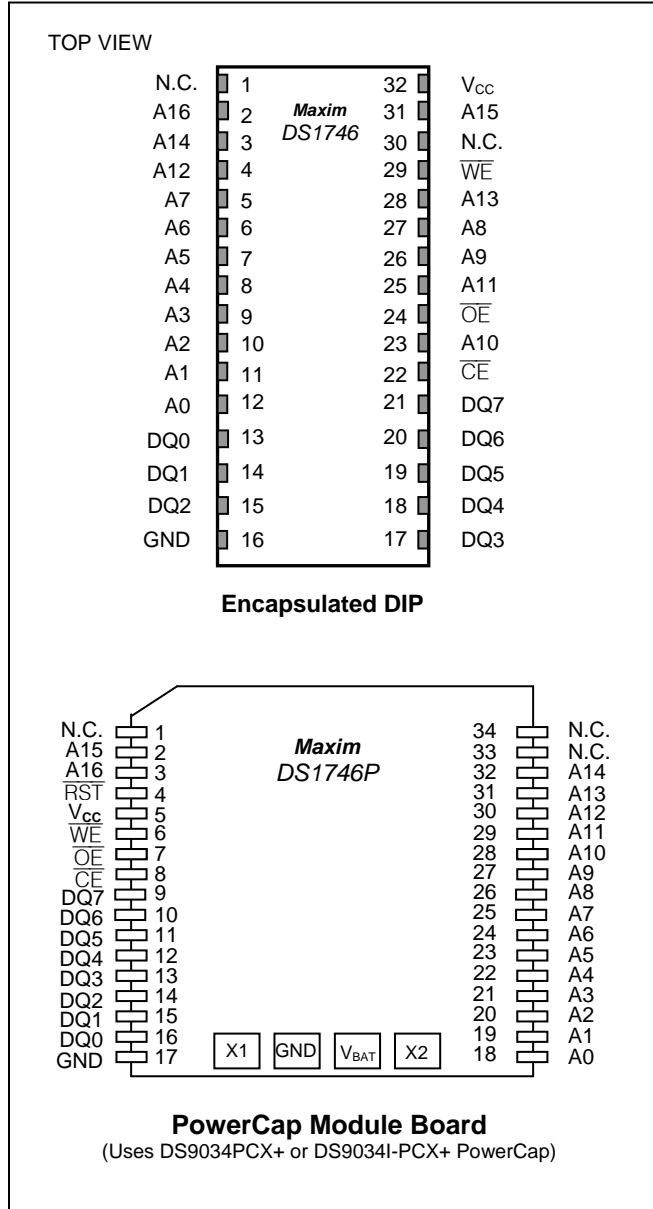 TOP VIEW
N.C. 1 Maxim 32 VCC
A16 2 DS1746 31 A15
A14 3 30 N.C.
A12 4 29 W̅E̅
A7 5 28 A13
A6 6 27 A8
A5 7 26 A9
A4 8 25 A11
A3 9 24 O̅E̅
A2 10 23 A10
A1 11 22 C̅E̅
A0 12 21 DQ7
DQ0 13 20 DQ6
DQ1 14 19 DQ5
DQ2 15 18 DQ4
GND 16 17 DQ3
Encapsulated DIP
N.C. 1 Maxim 34 N.C.
A15 2 DS1746P 33 N.C.
A16 3 32 A14
R̅S̅T̅ 4 31 A13
VCC 5 30 A12
W̅E̅ 6 29 A11
O̅E̅ 7 28 A10
C̅E̅ 8 27 A9
DQ7 9 26 A8
DQ6 10 25 A7
DQ5 11 24 A6
DQ4 12 23 A5
DQ3 13 22 A4
DQ2 14 21 A3
DQ1 15 20 A2
DQ0 16 19 A1
GND 17 X1 GND VBAT X2 18 A0
PowerCap Module Board
(Uses DS9034PCX+ or DS9034I-PCX+ PowerCap)